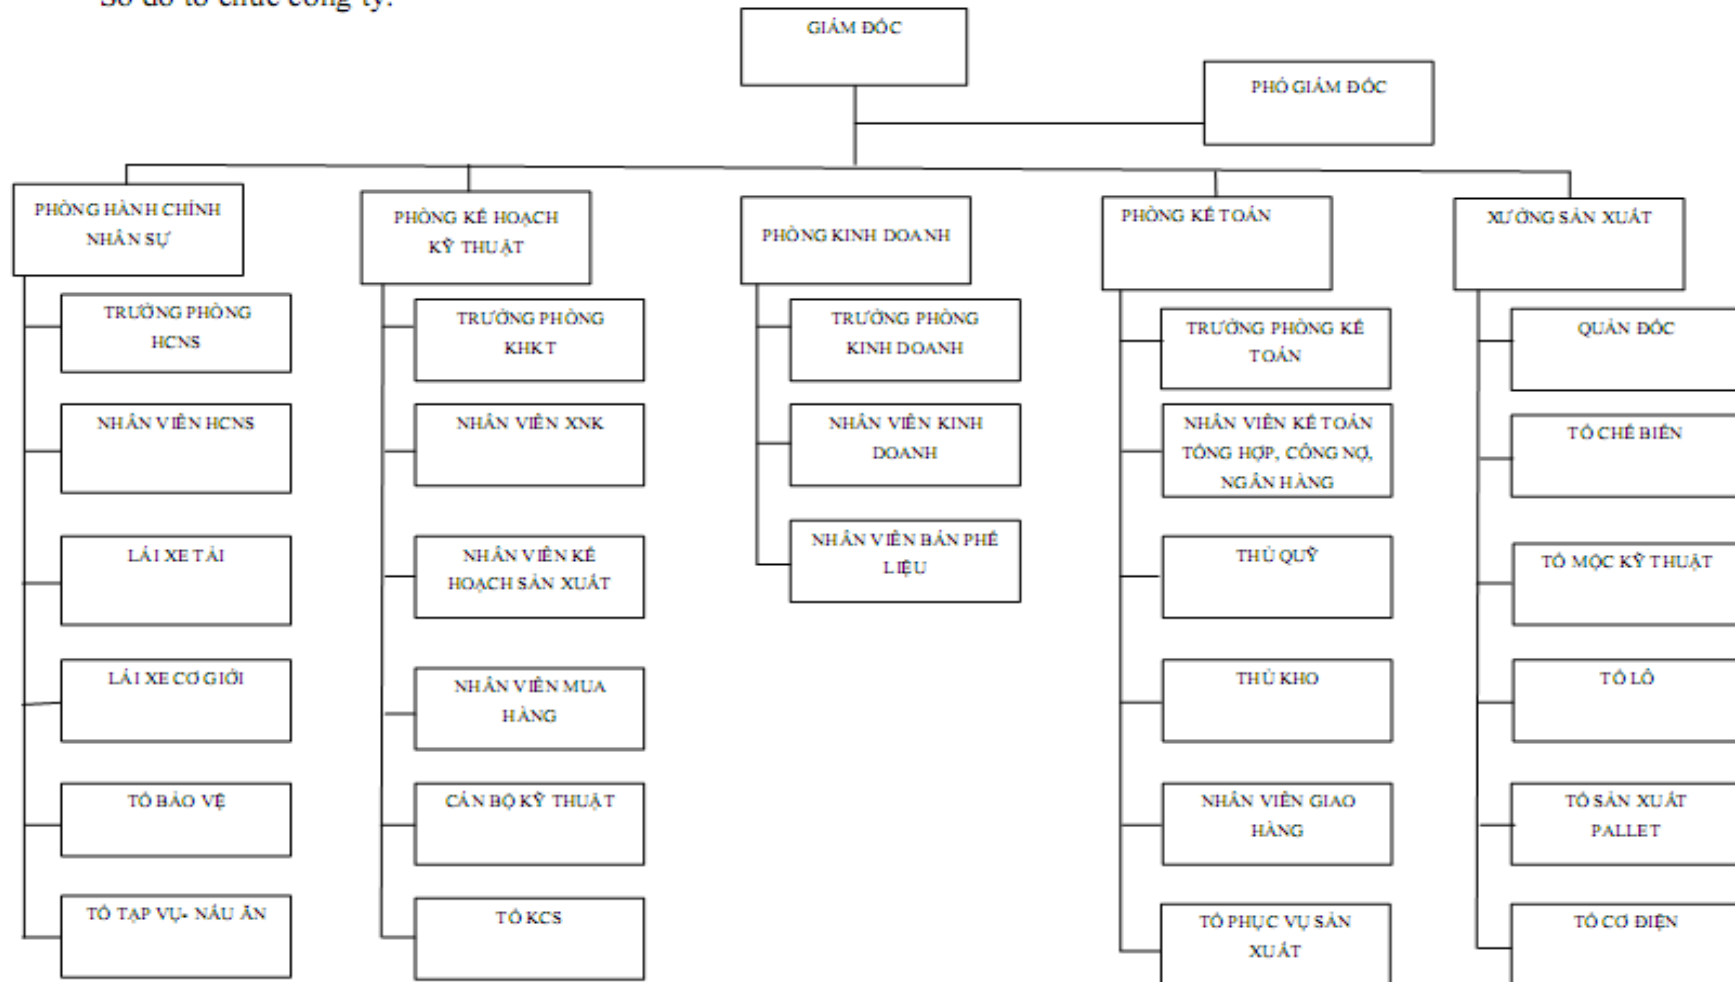 Sơ đồ tổ chức công ty:
GIÁM ĐỐC
PHÓ GIÁM ĐỐC
PHÒNG HÀNH CHÍNH
NHÂN SỰ
PHÒNG KẾ HOẠCH
KỸ THUẬT
PHÒNG KINH DOANH
PHÒNG KẾ TOÁN
XƯỞNG SẢN XUẤT
TRƯỞNG PHÒNG
HCNS
NHÂN VIÊN HCNS
LÁI XE TẢI
LÁI XE CƠ GIỚI
TỔ BẢO VỆ
TỔ TẠP VỤ- NẤU ĂN
TRƯỞNG PHÒNG
KHKT
NHÂN VIÊN XNK
NHÂN VIÊN KẾ
HOẠCH SẢN XUẤT
NHÂN VIÊN MUA
HÀNG
CÁN BỘ KỸ THUẬT
TỔ KCS
TRƯỞNG PHÒNG
KINH DOANH
NHÂN VIÊN KINH
DOANH
NHÂN VIÊN BÁN PHẾ
LIỆU
TRƯỞNG PHÒNG KẾ
TOÁN
NHÂN VIÊN KẾ TOÁN
TỔNG HỢP, CÔNG NỢ,
NGÂN HÀNG
THỦ QUỸ
THỦ KHO
NHÂN VIÊN GIAO
HÀNG
TỔ PHỤC VỤ SẢN
XUẤT
QUẢN ĐỐC
TỔ CHẾ BIẾN
TỔ MỘC KỸ THUẬT
TỔ LÒ
TỔ SẢN XUẤT
PALLET
TỔ CƠ ĐIỆN